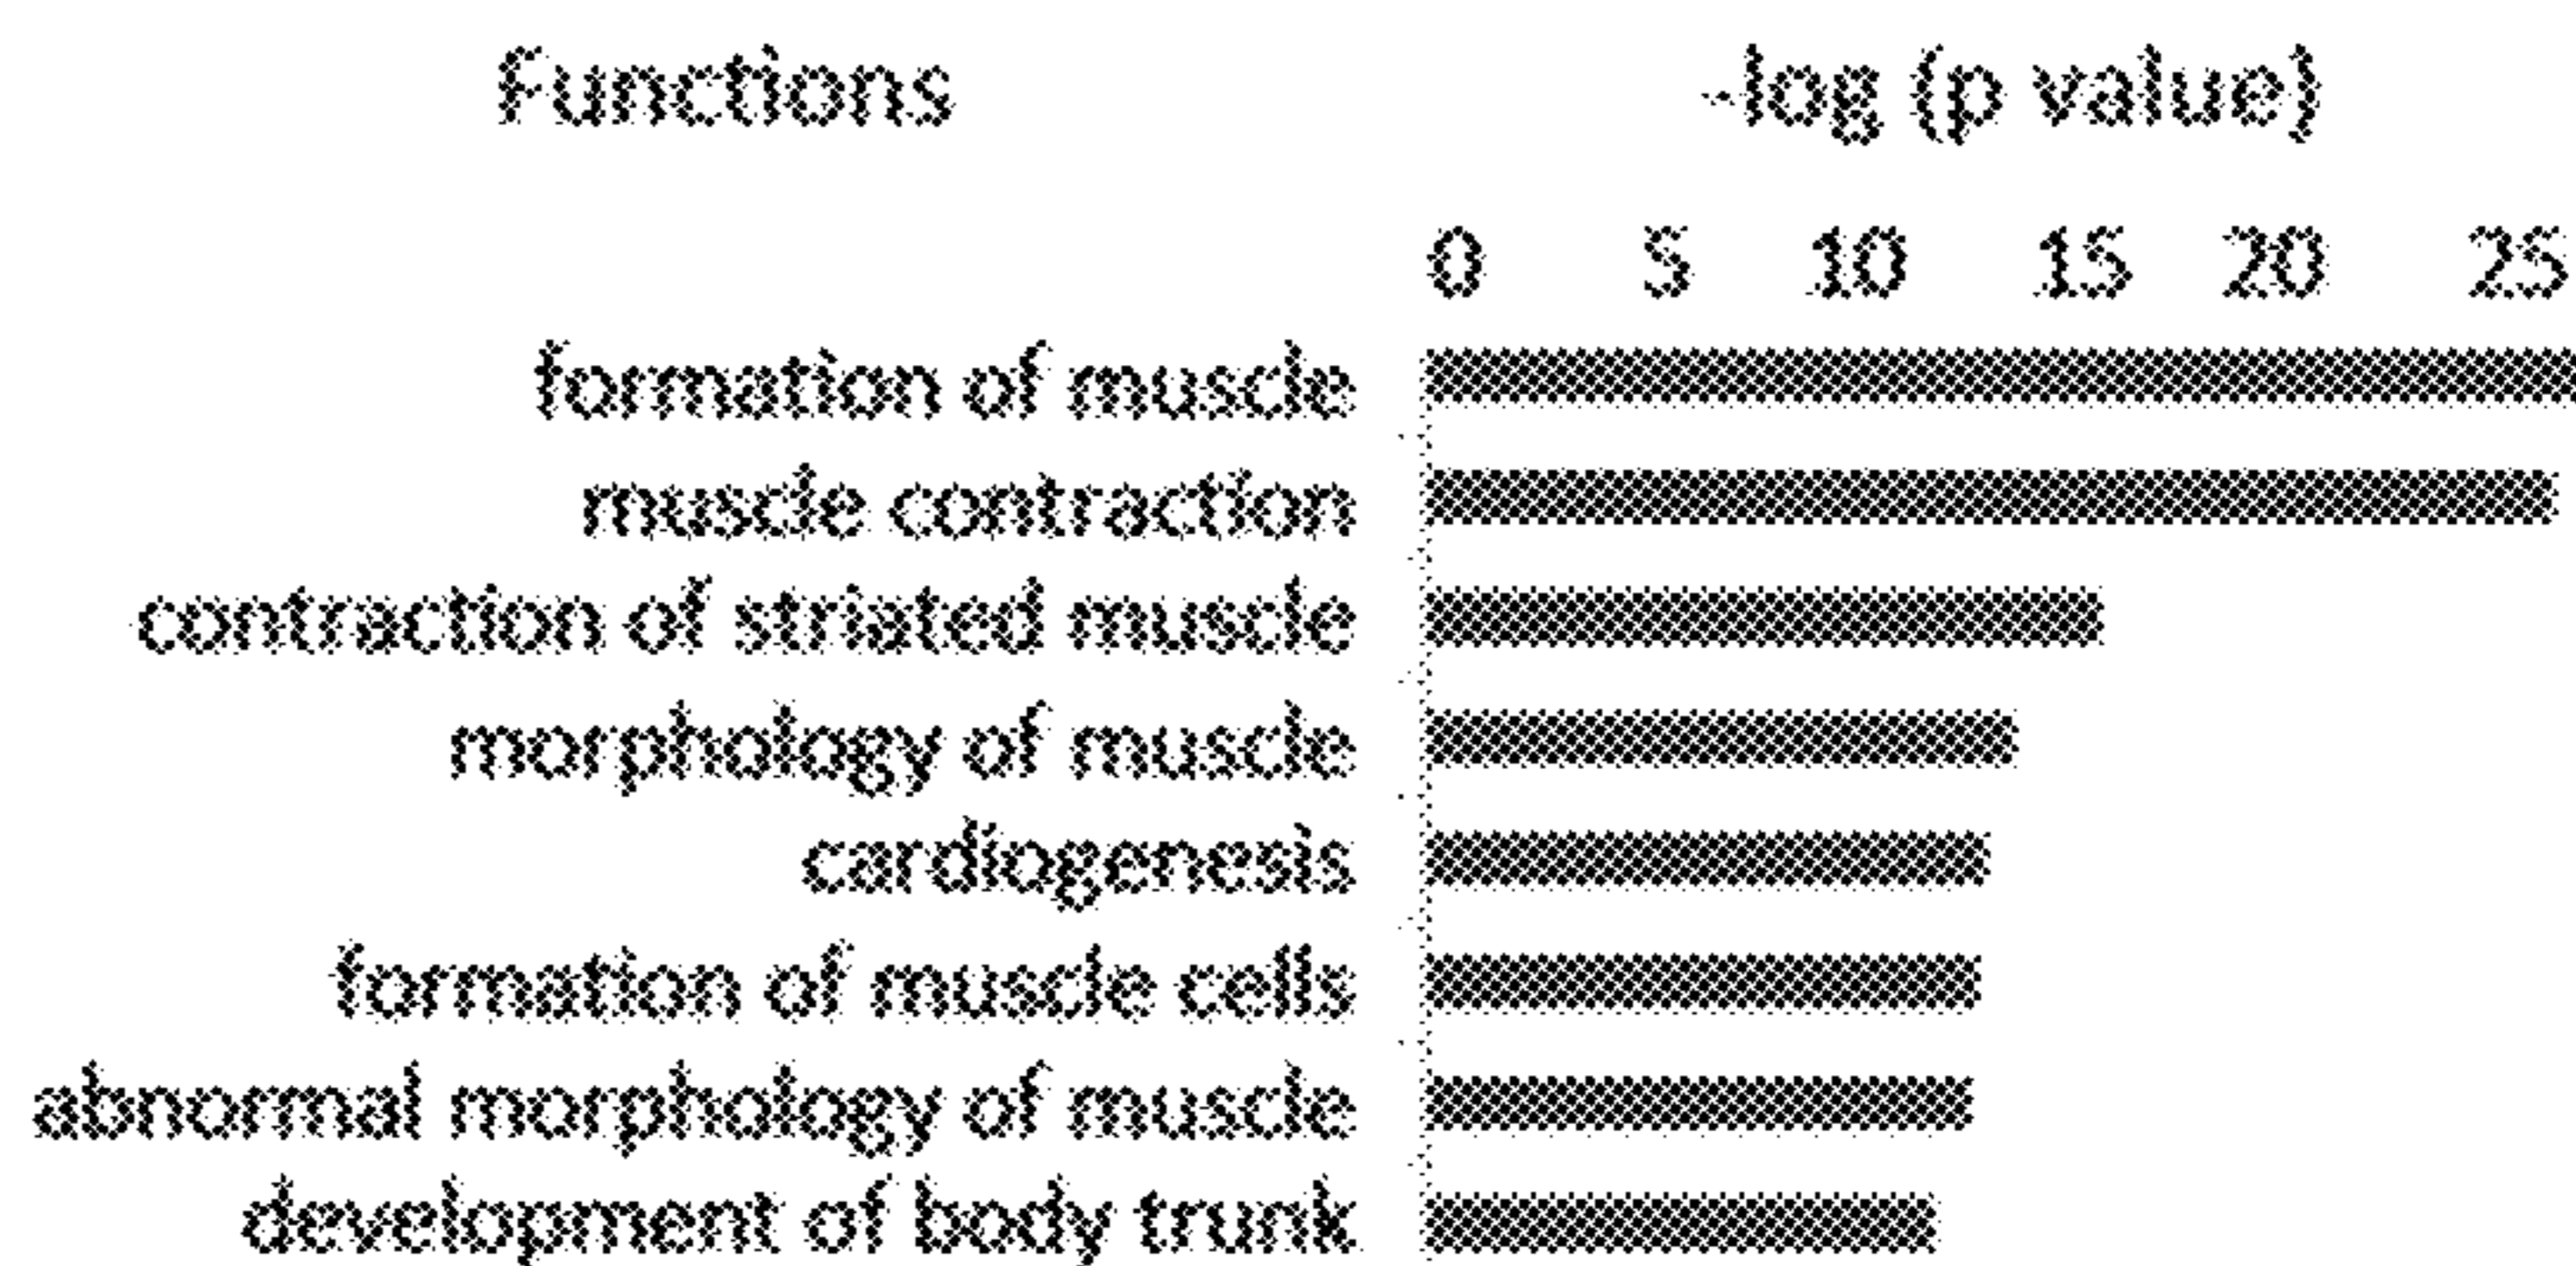 Functions -log (p value)
0 5 10 15 20 25
formation of muscle
muscle contraction
contraction of striated muscle
morphology of muscle
cardiogenesis
formation of muscle cells
abnormal morphology of muscle
development of body trunk